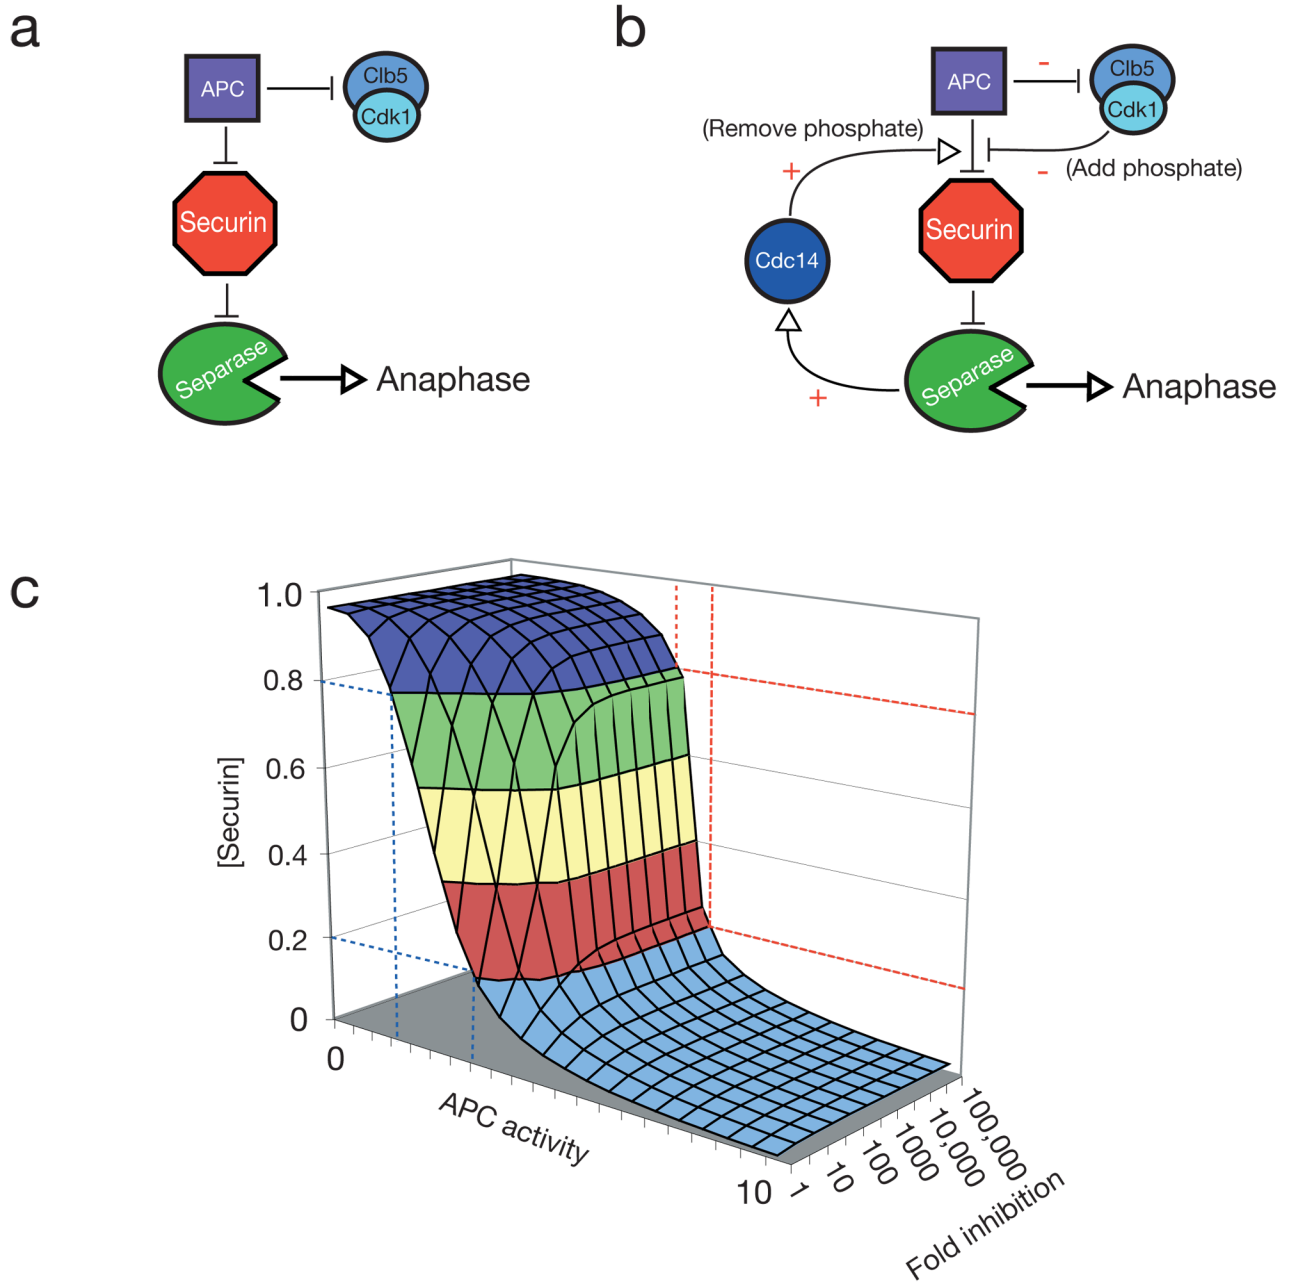 a
APC
Clb5
Cdk1
Securin
Separase
Anaphase
b
APC
-
Clb5
Cdk1
(Remove phosphate)
+
-
(Add phosphate)
Securin
Cdc14
Separase
+
Anaphase
c
1.0
0.8
0.6
0.4
0.2
0
[Securin]
0
APC activity
10
1
10
100
1000
10,000
100,000
Fold inhibition